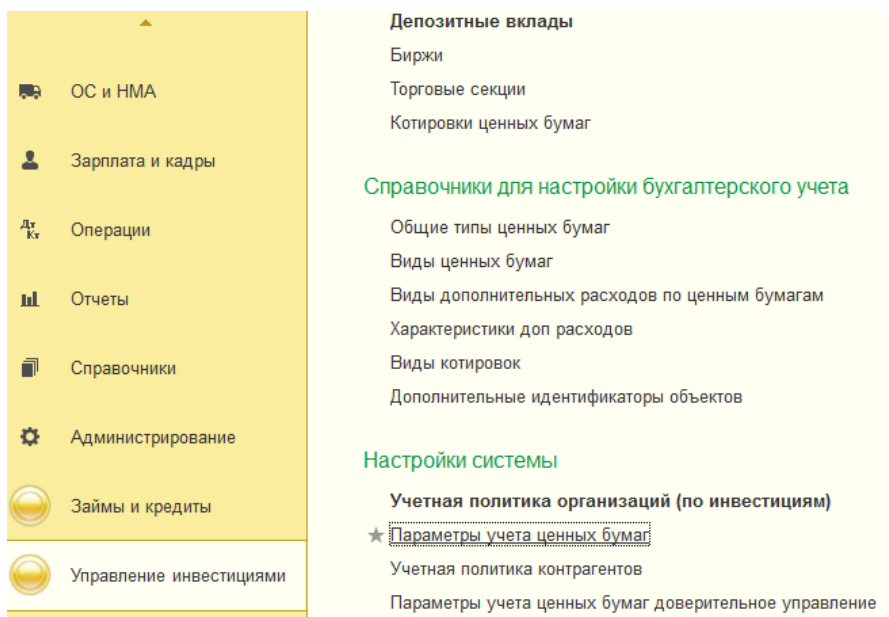 ОС и НМА
Зарплата и кадры
Дт
Кт
Операции
Отчеты
Справочники
Администрирование
Займы и кредиты
Управление инвестициями
Депозитные вклады
Биржи
Торговые секции
Котировки ценных бумаг
Справочники для настройки бухгалтерского учета
Общие типы ценных бумаг
Виды ценных бумаг
Виды дополнительных расходов по ценным бумагам
Характеристики доп расходов
Виды котировок
Дополнительные идентификаторы объектов
Настройки системы
Учетная политика организаций (по инвестициям)
Параметры учета ценных бумаг
Учетная политика контрагентов
Параметры учета ценных бумаг доверительное управление